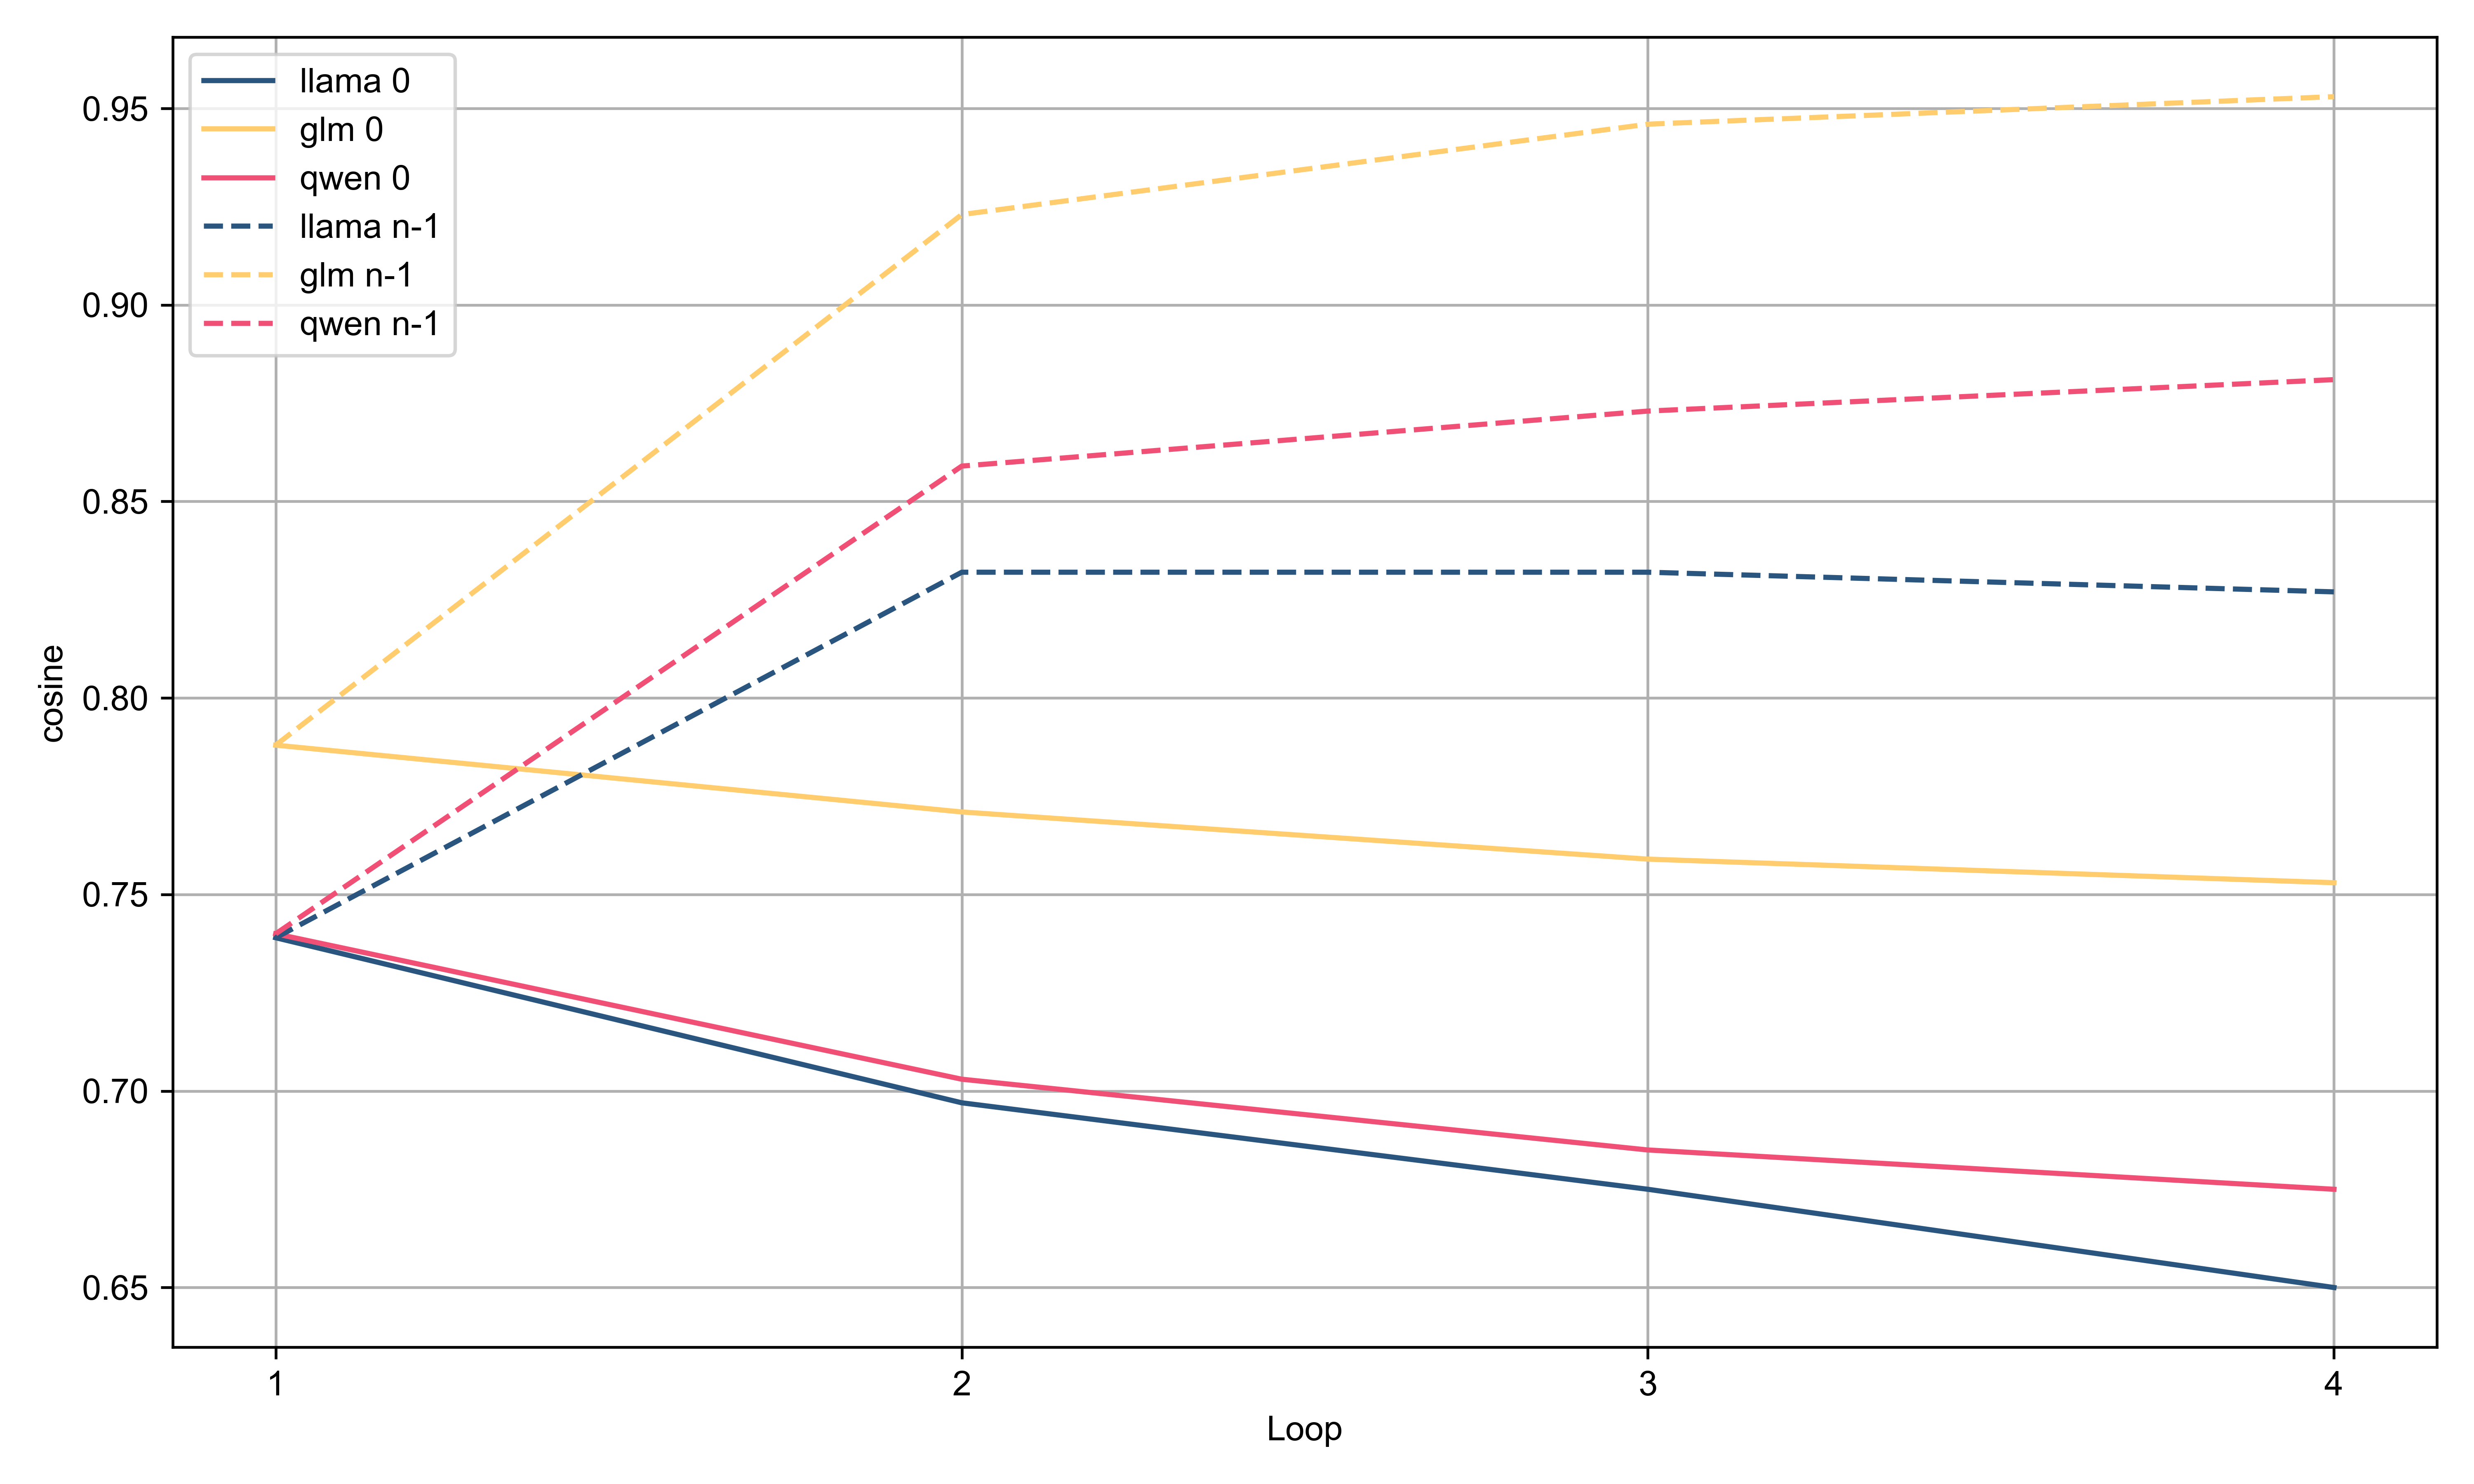 llama 0
glm 0
qwen 0
llama n-1
glm n-1
qwen n-1
0.95
0.90
0.85
0.80
0.75
0.70
0.65
cosine
1 2 3 4
Loop